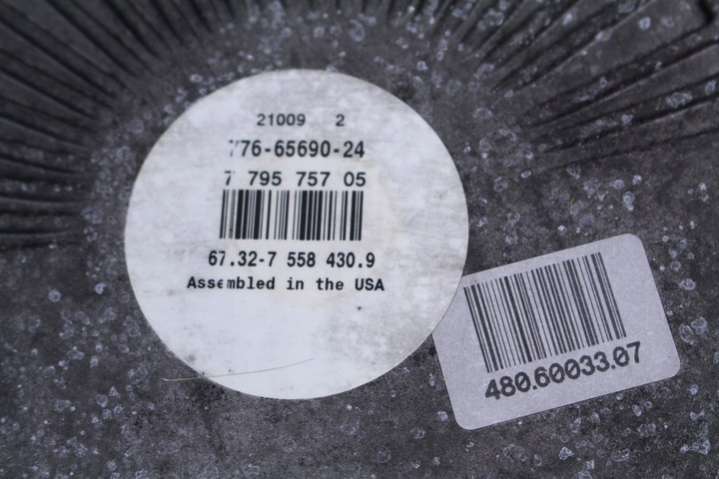 21009 2
776-65690-24
7 795 757 05
67.32-7 558 430.9
Assembled in the USA
480.60033.07